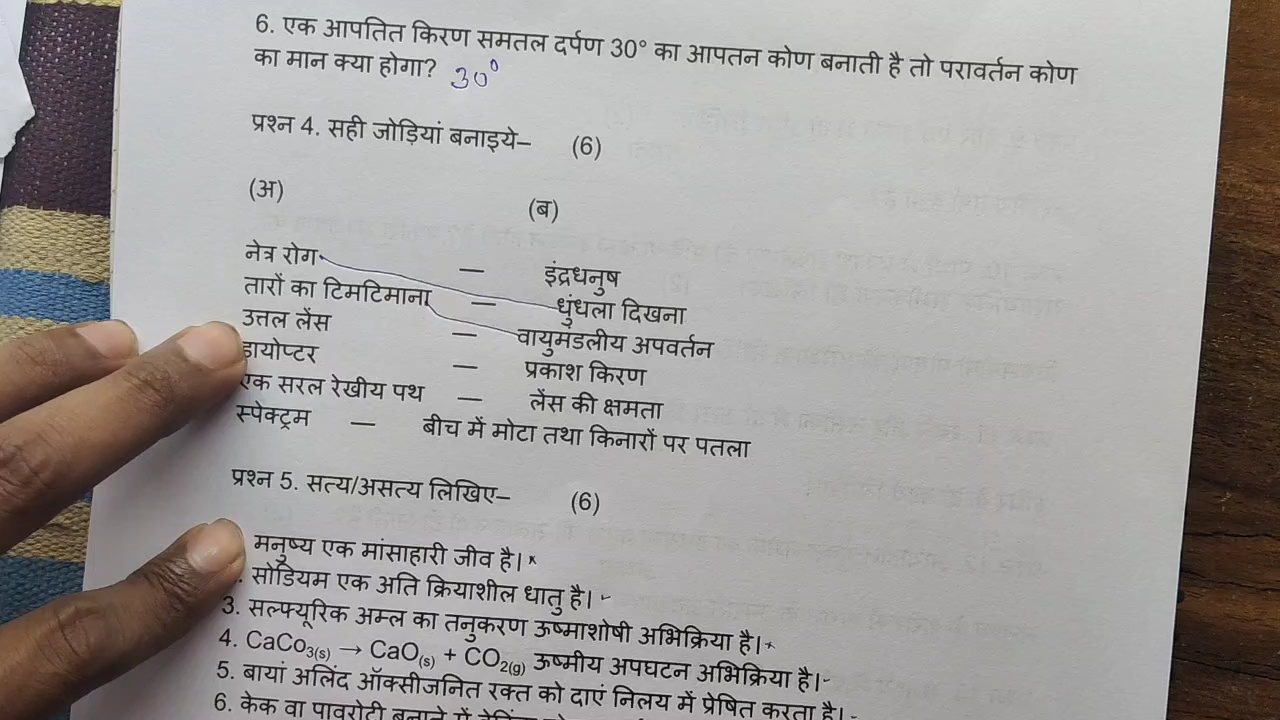 6. एक आपतित किरण समतल दर्पण 30° का आपतन कोण बनाती है तो परावर्तन कोण
का मान क्या होगा? 30°
प्रश्न 4. सही जोड़ियां बनाइये– (6)
(अ) (ब)
नेत्र रोग — इंद्रधनुष
तारों का टिमटिमाना — धुंधला दिखना
उत्तल लेंस — वायुमंडलीय अपवर्तन
डायोप्टर — प्रकाश किरण
एक सरल रेखीय पथ — लेंस की क्षमता
स्पेक्ट्रम — बीच में मोटा तथा किनारों पर पतला
प्रश्न 5. सत्य/असत्य लिखिए– (6)
मनुष्य एक मांसाहारी जीव है। ×
सोडियम एक अति क्रियाशील धातु है।
3. सल्फ्यूरिक अम्ल का तनुकरण ऊष्माशोषी अभिक्रिया है। ×
4. CaCo3(s) → CaO(s) + CO2(g) ऊष्मीय अपघटन अभिक्रिया है।
5. बायां अलिंद ऑक्सीजनित रक्त को दाएं निलय में प्रेषित करता है।
6. केक वा पावरोटी बनाने में